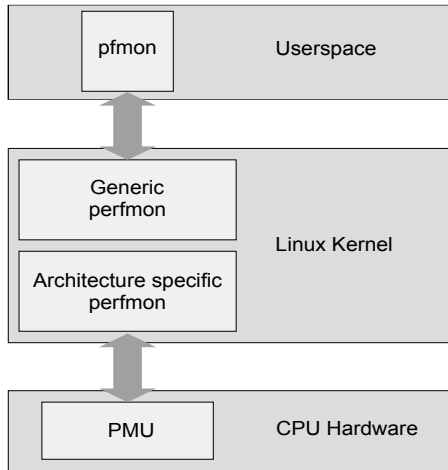 pfmon
Userspace
Generic
perfmon
Linux Kernel
Architecture specific
perfmon
PMU
CPU Hardware